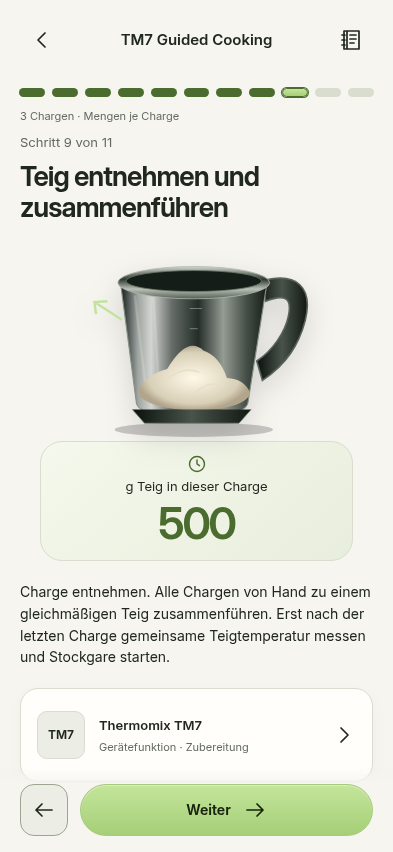 TM7 Guided Cooking
3 Chargen · Mengen je Charge
Schritt 9 von 11
Teig entnehmen und
zusammenführen
g Teig in dieser Charge
500
Charge entnehmen. Alle Chargen von Hand zu einem
gleichmäßigen Teig zusammenführen. Erst nach der
letzten Charge gemeinsame Teigtemperatur messen
und Stockgare starten.
TM7
Thermomix TM7
Gerätefunktion · Zubereitung
Weiter